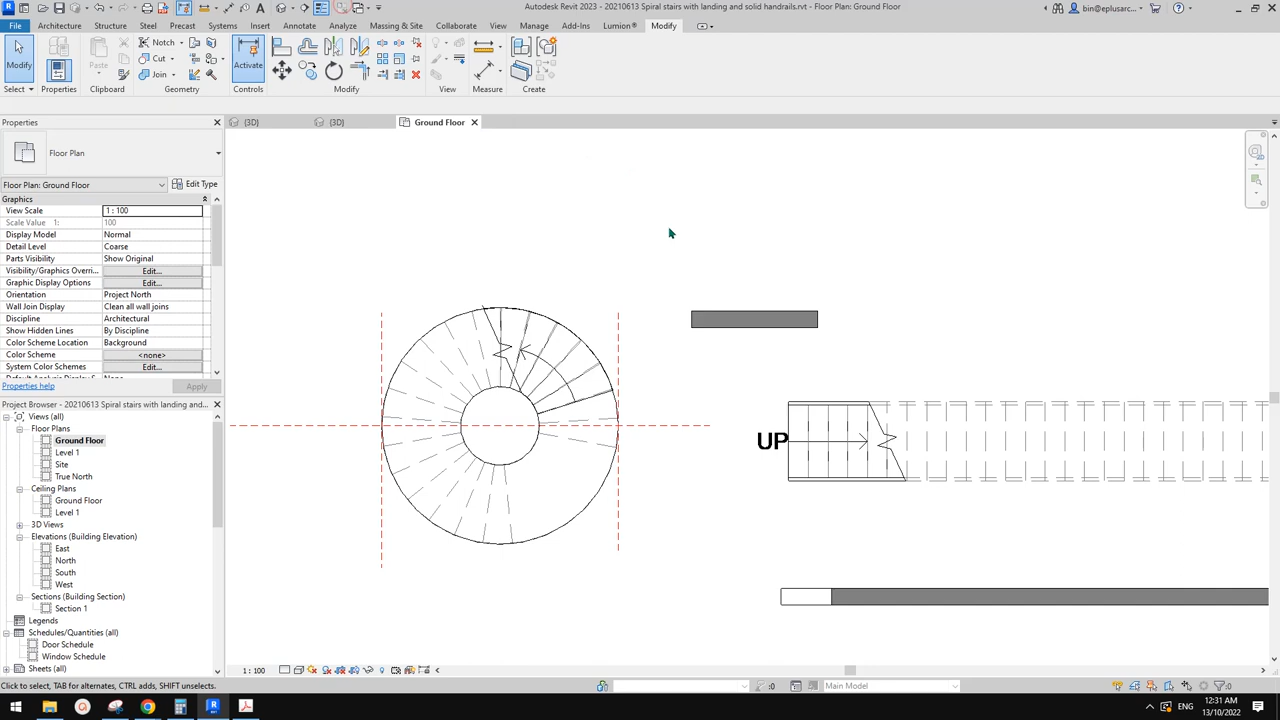 Autodesk Revit 2023 - 20210613 Spiral stairs with landing and solid handrails.rvt - Floor Plan: Ground Floor
bin@eplusarc...
File Architecture Structure Steel Precast Systems Insert Annotate Analyze Massing & Site Collaborate View Manage Add-Ins Lumion® Modify
Modify Paste Notch Cut Join Activate
Select Properties Clipboard Geometry Controls Modify View Measure Create
Properties
{3D} {3D} Ground Floor
Floor Plan
Floor Plan: Ground Floor Edit Type
Graphics
View Scale 1 : 100
Scale Value 1: 100
Display Model Normal
Detail Level Coarse
Parts Visibility Show Original
Visibility/Graphics Overri... Edit...
Graphic Display Options Edit...
Orientation Project North
Wall Join Display Clean all wall joins
Discipline Architectural
Show Hidden Lines By Discipline
Color Scheme Location Background
Color Scheme <none>
System Color Schemes Edit...
Properties help Apply
Project Browser - 20210613 Spiral stairs with landing and...
Views (all)
Floor Plans
Ground Floor
Level 1
Site
True North
Ceiling Plans
Ground Floor
Level 1
3D Views
Elevations (Building Elevation)
East
North
South
West
Sections (Building Section)
Section 1
Legends
Schedules/Quantities (all)
Door Schedule
Window Schedule
Sheets (all)
UP
1 : 100
Click to select, TAB for alternates, CTRL adds, SHIFT unselects. :0 Main Model :0
ENG 12:31 AM
13/10/2022